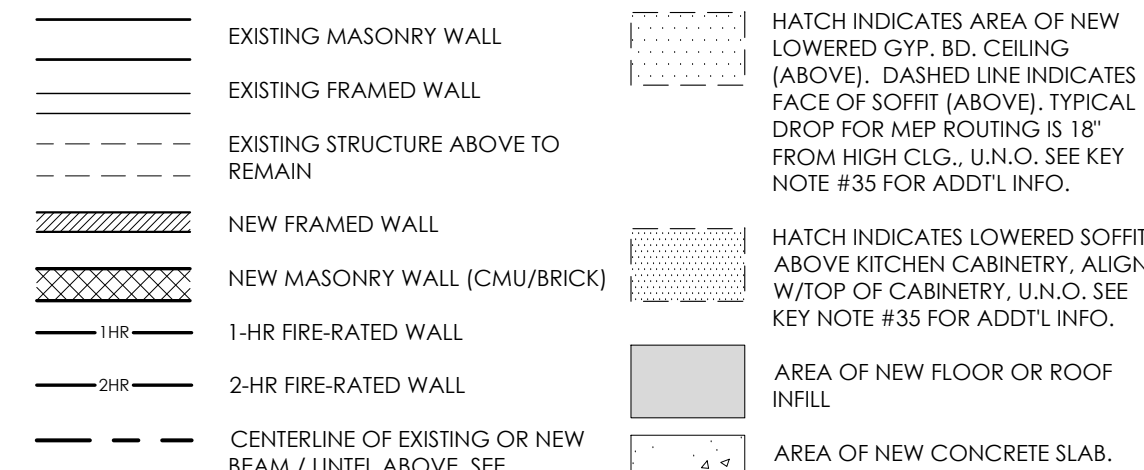 EXISTING MASONRY WALL
EXISTING FRAMED WALL
EXISTING STRUCTURE ABOVE TO
REMAIN
NEW FRAMED WALL
NEW MASONRY WALL (CMU/BRICK)
1HR
1-HR FIRE-RATED WALL
2HR
2-HR FIRE-RATED WALL
CENTERLINE OF EXISTING OR NEW
BEAM / LINTEL ABOVE. SEE
HATCH INDICATES AREA OF NEW
LOWERED GYP. BD. CEILING
(ABOVE). DASHED LINE INDICATES
FACE OF SOFFIT (ABOVE). TYPICAL
DROP FOR MEP ROUTING IS 18"
FROM HIGH CLG., U.N.O. SEE KEY
NOTE #35 FOR ADDT'L INFO.
HATCH INDICATES LOWERED SOFFIT
ABOVE KITCHEN CABINETRY, ALIGN
W/TOP OF CABINETRY, U.N.O. SEE
KEY NOTE #35 FOR ADDT'L INFO.
AREA OF NEW FLOOR OR ROOF
INFILL
AREA OF NEW CONCRETE SLAB.